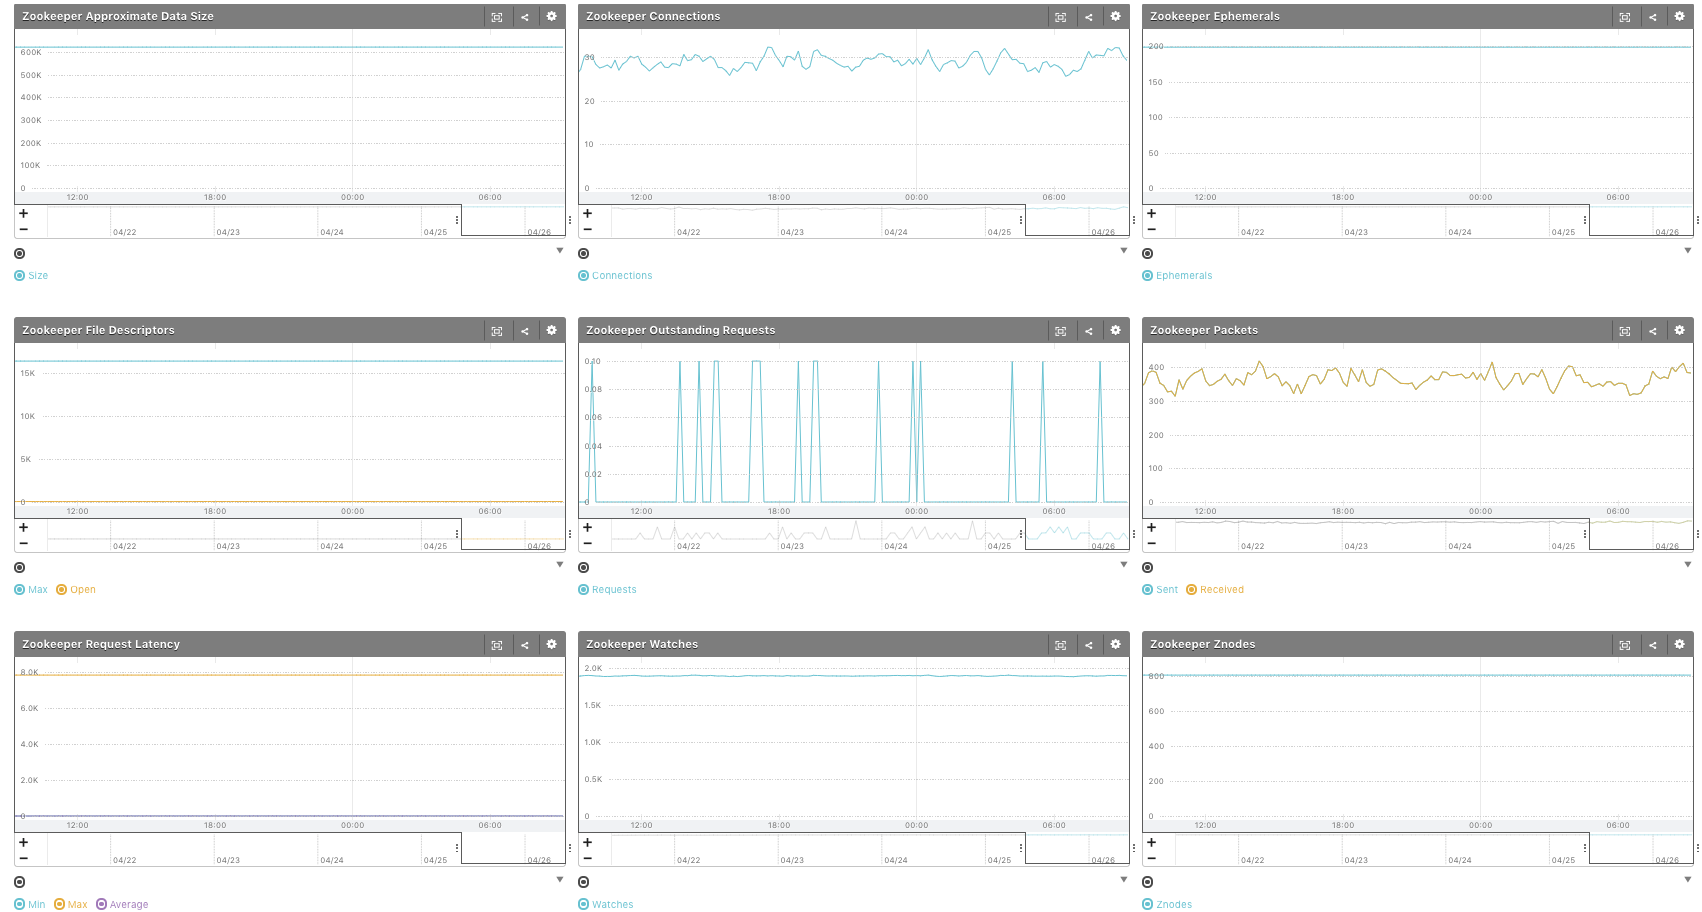 Zookeeper Approximate Data Size
600K
500K
400K
300K
200K
100K
0
12:00 18:00 00:00 06:00
+
−
04/22 04/23 04/24 04/25 04/26
Size
Zookeeper Connections
30
20
10
0
12:00 18:00 00:00 06:00
+
−
04/22 04/23 04/24 04/25 04/26
Connections
Zookeeper Ephemerals
200
150
100
50
0
12:00 18:00 00:00 06:00
+
−
04/22 04/23 04/24 04/25 04/26
Ephemerals
Zookeeper File Descriptors
15K
10K
5K
0
12:00 18:00 00:00 06:00
+
−
04/22 04/23 04/24 04/25 04/26
Max Open
Zookeeper Outstanding Requests
0.10
0.08
0.06
0.04
0.02
0
12:00 18:00 00:00 06:00
+
−
04/22 04/23 04/24 04/25 04/26
Requests
Zookeeper Packets
400
300
200
100
0
12:00 18:00 00:00 06:00
+
−
04/22 04/23 04/24 04/25 04/26
Sent Received
Zookeeper Request Latency
8.0K
6.0K
4.0K
2.0K
0
12:00 18:00 00:00 06:00
+
−
04/22 04/23 04/24 04/25 04/26
Min Max Average
Zookeeper Watches
2.0K
1.5K
1.0K
0.5K
0
12:00 18:00 00:00 06:00
+
−
04/22 04/23 04/24 04/25 04/26
Watches
Zookeeper Znodes
800
600
400
200
0
12:00 18:00 00:00 06:00
+
−
04/22 04/23 04/24 04/25 04/26
Znodes